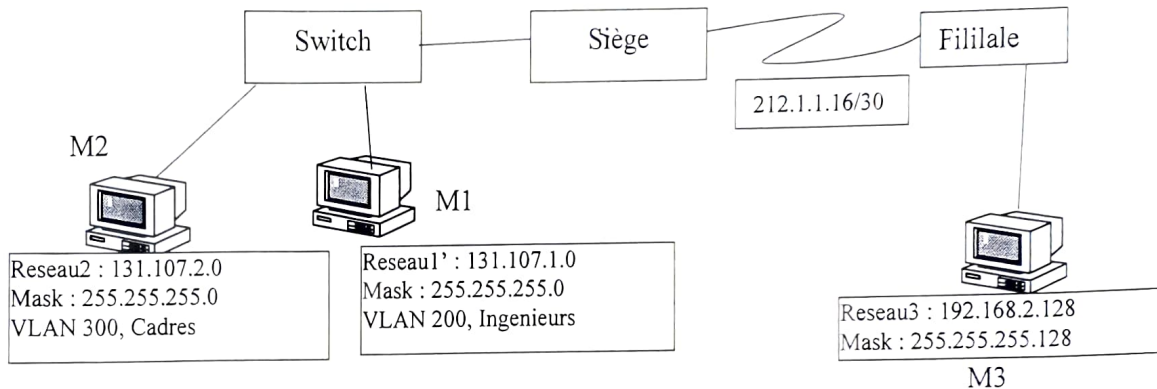 Switch
Siège
Fililale
212.1.1.16/30
M2
M1
Reseau2 : 131.107.2.0
Mask : 255.255.255.0
VLAN 300, Cadres
Reseau1’ : 131.107.1.0
Mask : 255.255.255.0
VLAN 200, Ingenieurs
Reseau3 : 192.168.2.128
Mask : 255.255.255.128
M3